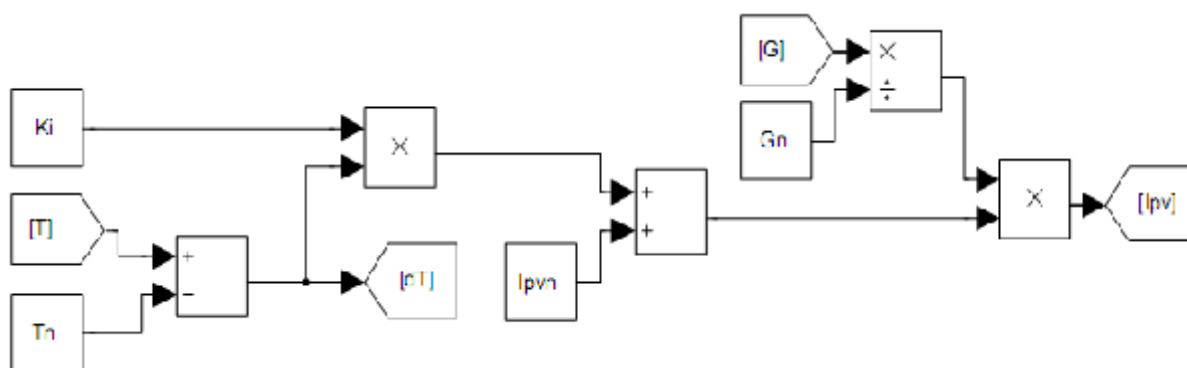 [G]
×
÷
Ki
×
Gn
[T]
+
+
×
[Ipv]
+
−
[dT]
Ipvn
+
Tn